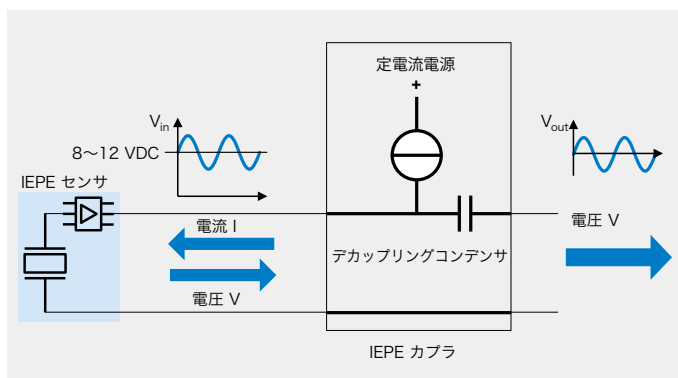 定電流電源
+
Vin
Vout
8〜12 VDC
IEPE センサ
電流 I
電圧 V
デカップリングコンデンサ
電圧 V
IEPE カプラ